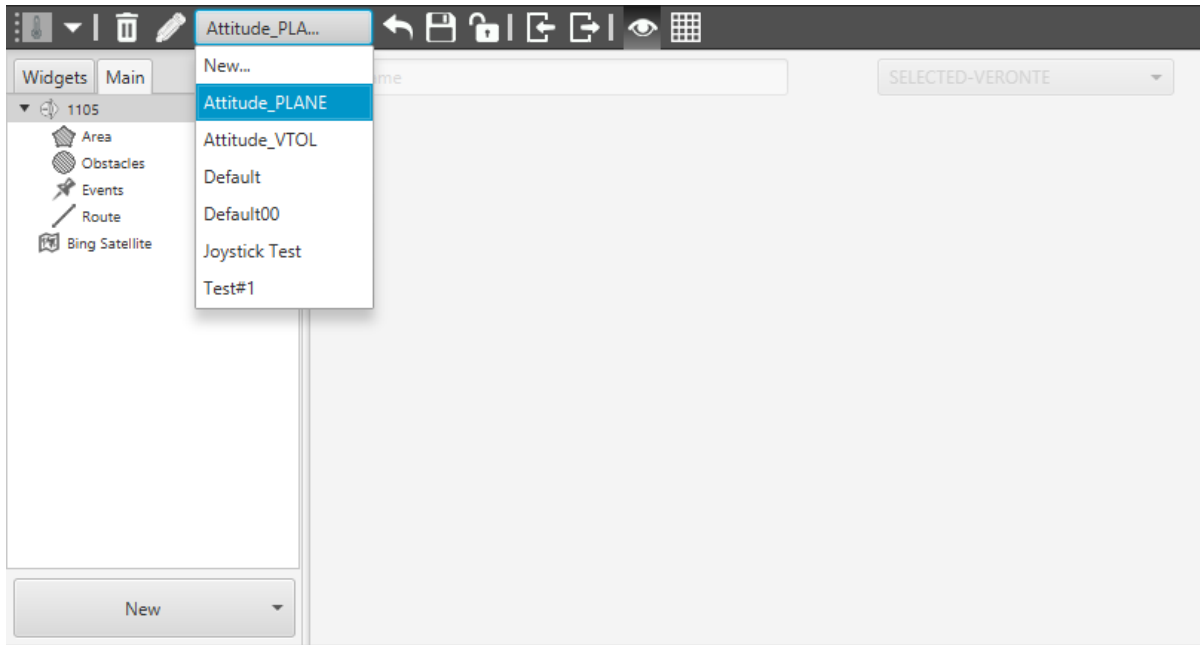 Attitude_PLA...
New...
Attitude_PLANE
Attitude_VTOL
Default
Default00
Joystick Test
Test#1
Widgets
Main
1105
Area
Obstacles
Events
Route
Bing Satellite
SELECTED-VERONTE
New